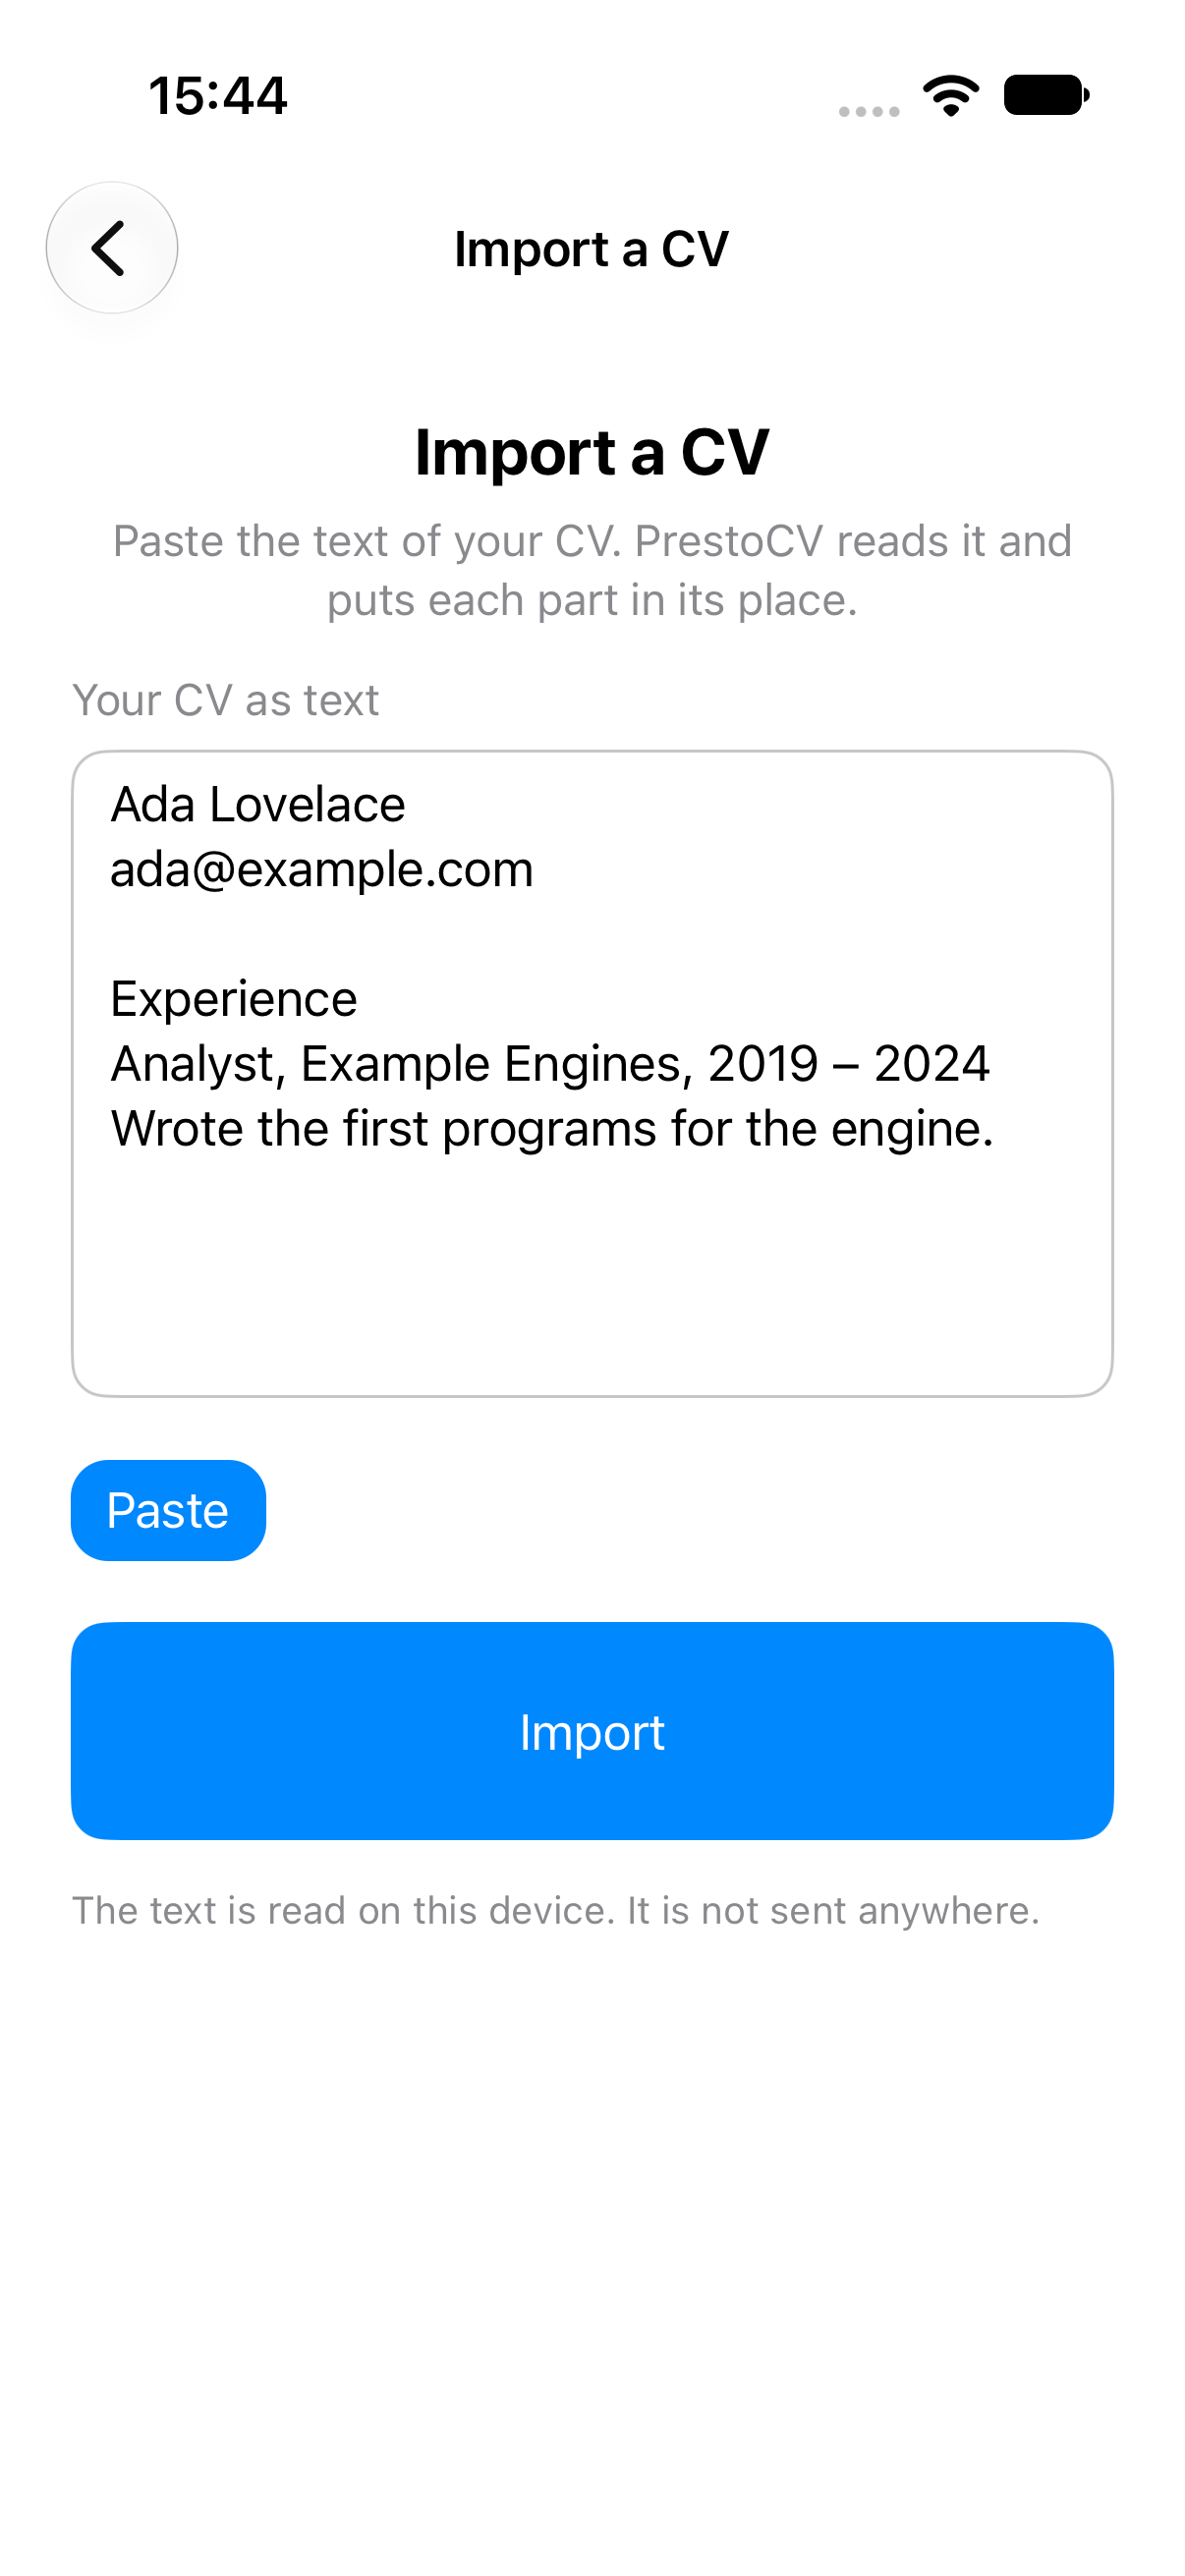 15:44
Import a CV
Import a CV
Paste the text of your CV. PrestoCV reads it and
puts each part in its place.
Your CV as text
Ada Lovelace
ada@example.com
Experience
Analyst, Example Engines, 2019 – 2024
Wrote the first programs for the engine.
Paste
Import
The text is read on this device. It is not sent anywhere.